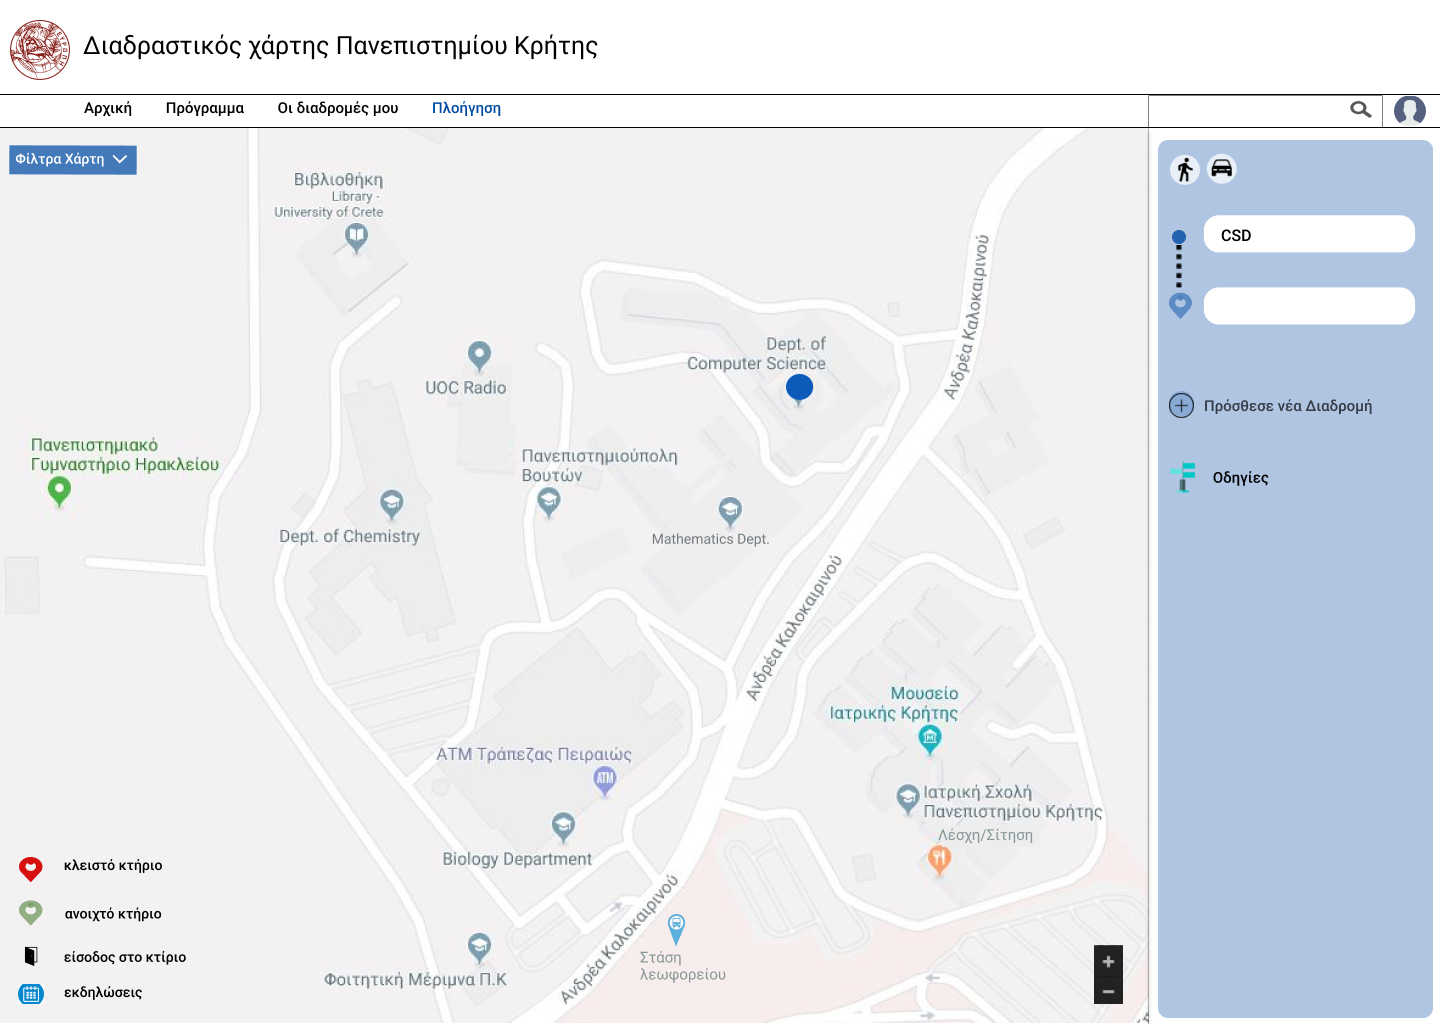 Διαδραστικός χάρτης Πανεπιστημίου Κρήτης
Αρχική
Πρόγραμμα
Οι διαδρομές μου
Πλοήγηση
Φίλτρα Χάρτη
Βιβλιοθήκη
Library -
University of Crete
UOC Radio
Dept. of
Computer Science
Ανδρέα Καλοκαιρινού
Πανεπιστημιακό
Γυμναστήριο Ηρακλείου
Πανεπιστημιούπολη
Βουτών
Dept. of Chemistry
Mathematics Dept.
Ανδρέα Καλοκαιρινού
Μουσείο
Ιατρικής Κρήτης
ATM Τράπεζας Πειραιώς
ATM
Ιατρική Σχολή
Πανεπιστημίου Κρήτης
Λέσχη/Σίτηση
Biology Department
Ανδρέα Καλοκαιρινού
Στάση
λεωφορείου
Φοιτητική Μέριμνα Π.Κ
κλειστό κτήριο
ανοιχτό κτήριο
είσοδος στο κτίριο
εκδηλώσεις
+
−
CSD
Πρόσθεσε νέα Διαδρομή
Οδηγίες